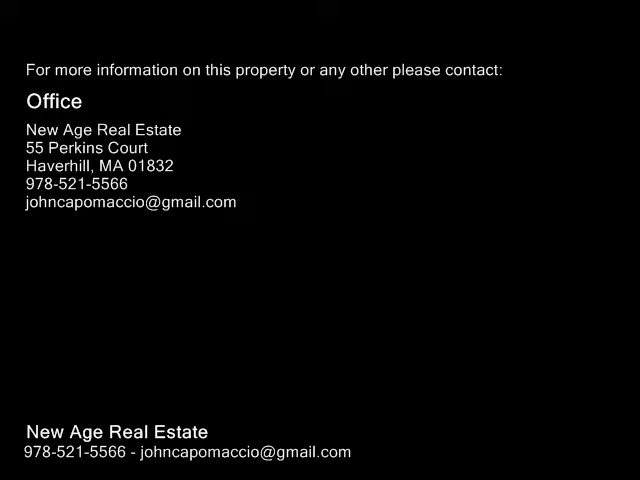 For more information on this property or any other please contact:
Office
New Age Real Estate
55 Perkins Court
Haverhill, MA 01832
978-521-5566
johncapomaccio@gmail.com
New Age Real Estate
978-521-5566 - johncapomaccio@gmail.com